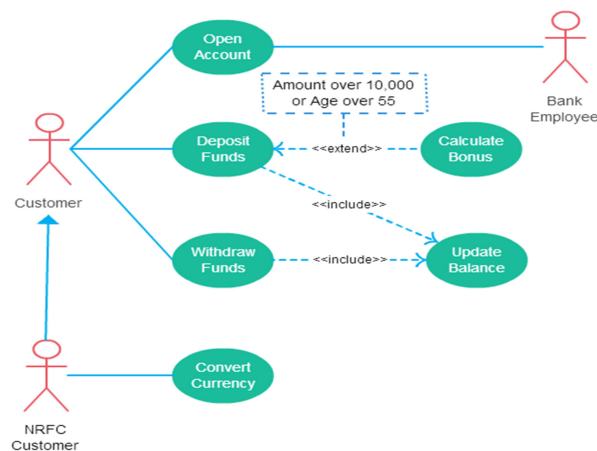 Open
Account
Bank
Employee
Amount over 10,000
or Age over 55
Deposit
Funds
<<extend>>
Calculate
Bonus
Customer
<<include>>
Withdraw
Funds
<<include>>
Update
Balance
Convert
Currency
NRFC
Customer